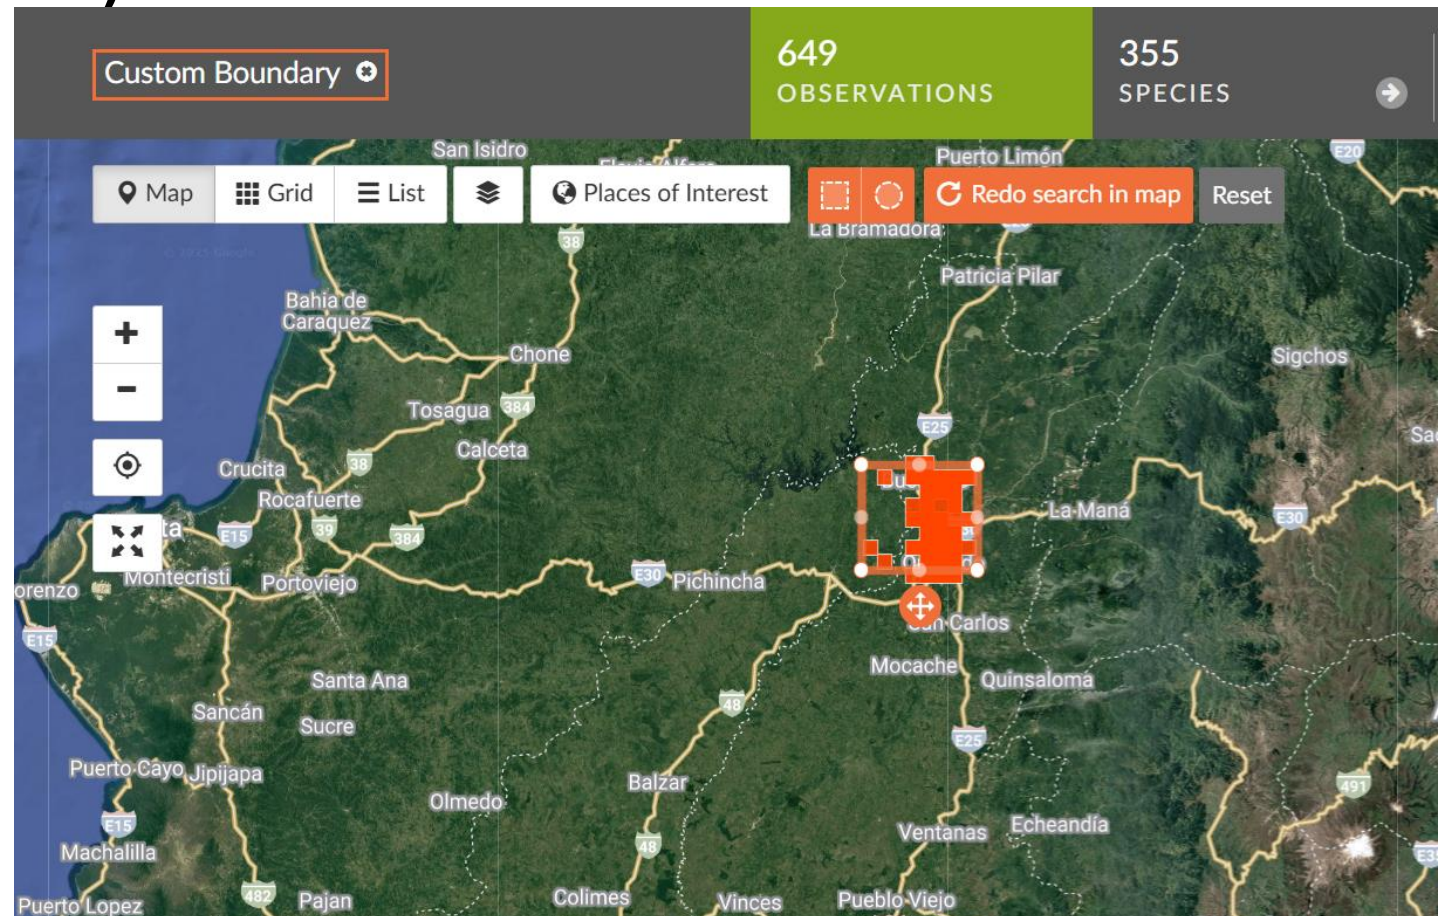 Custom Boundary
649
OBSERVATIONS
355
SPECIES
San Isidro
Puerto Limón
E20
Map
Grid
List
Places of Interest
Redo search in map
Reset
La Bramadora
38
Patricia Pilar
Bahia de
Caraquez
Chone
Sigchos
Tosagua
384
E25
Calceta
Crucita
38
Rocafuerte
La Maná
E30
E15
39
384
Montecristi
Portoviejo
E30
Pichincha
San Carlos
E15
Mocache
Quinsaloma
Santa Ana
48
Sancán
Sucre
E25
Puerto Cayo
Jipijapa
Balzar
491
Olmedo
E15
Ventanas
Echeandía
48
Machalilla
482
Puerto Lopez
Pajan
Colimes
Vinces
Pueblo Viejo